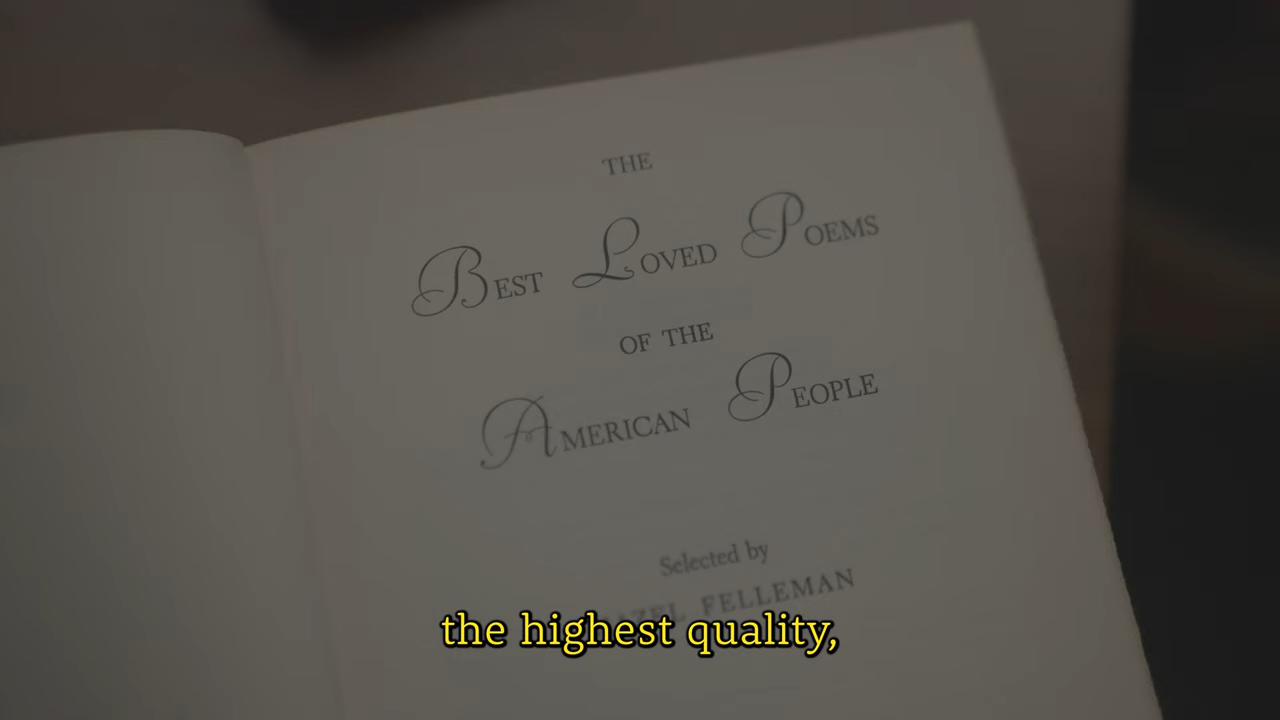 THE
BEST LOVED POEMS
OF THE
AMERICAN PEOPLE
Selected by
FELLEMAN
the highest quality,